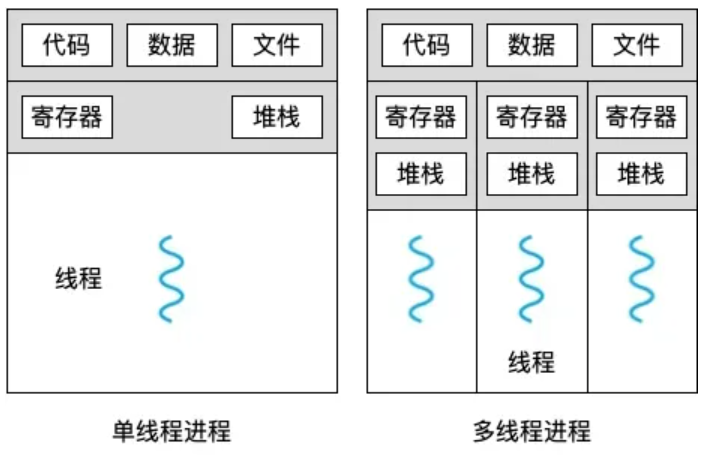 代码 数据 文件
寄存器 堆栈
线程
单线程进程
代码 数据 文件
寄存器 寄存器 寄存器
堆栈 堆栈 堆栈
线程
多线程进程